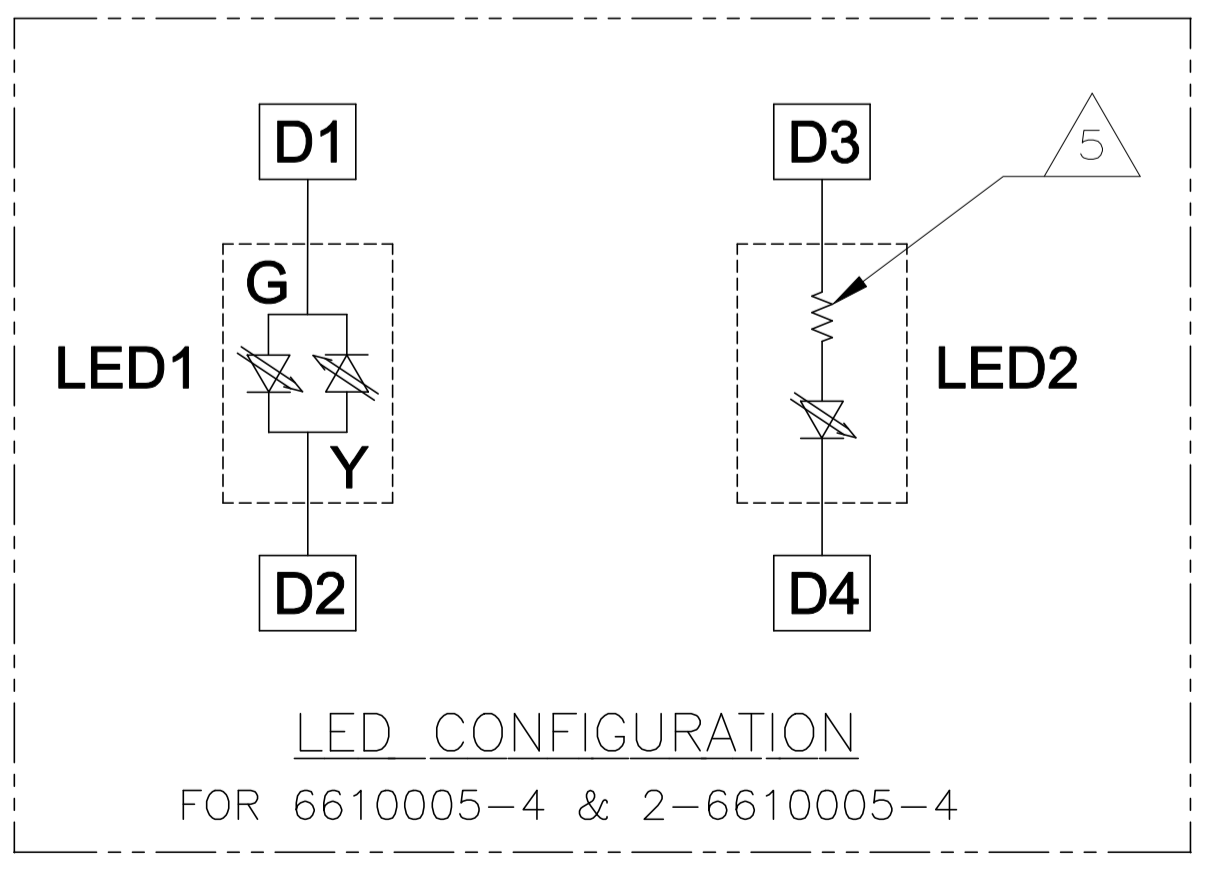 D1
D3
5
G
LED1
LED2
Y
D2
D4
LED CONFIGURATION
FOR 6610005-4 & 2-6610005-4